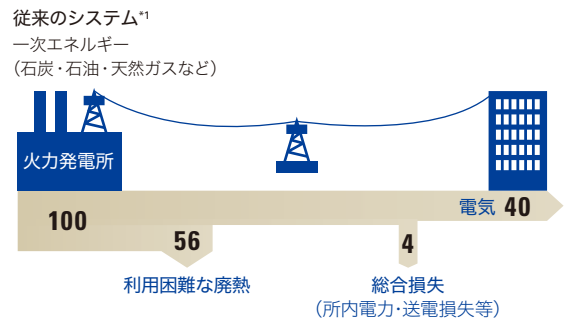 従来のシステム*1
一次エネルギー
（石炭・石油・天然ガスなど）
火力発電所
100
56
4
電気 40
利用困難な廃熱
総合損失
（所内電力・送電損失等）